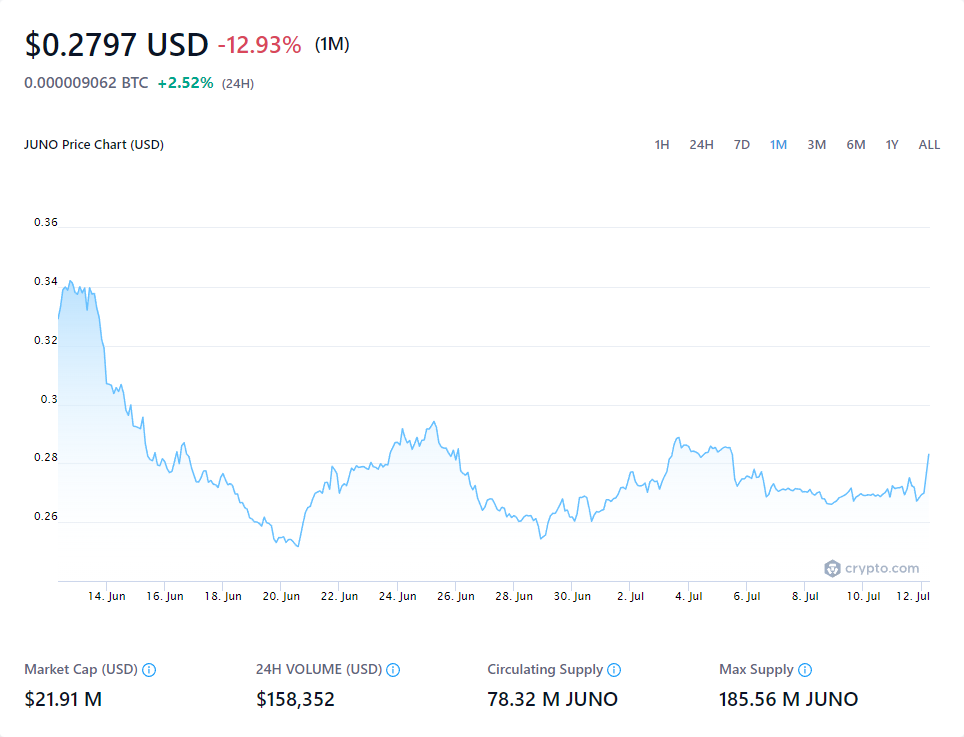 $0.2797 USD -12.93% (1M)
0.000009062 BTC +2.52% (24H)
JUNO Price Chart (USD) 1H 24H 7D 1M 3M 6M 1Y ALL
0.36
0.34
0.32
0.3
0.28
0.26
crypto.com
14. Jun 16. Jun 18. Jun 20. Jun 22. Jun 24. Jun 26. Jun 28. Jun 30. Jun 2. Jul 4. Jul 6. Jul 8. Jul 10. Jul 12. Jul
Market Cap (USD) 24H VOLUME (USD) Circulating Supply Max Supply
$21.91 M $158,352 78.32 M JUNO 185.56 M JUNO